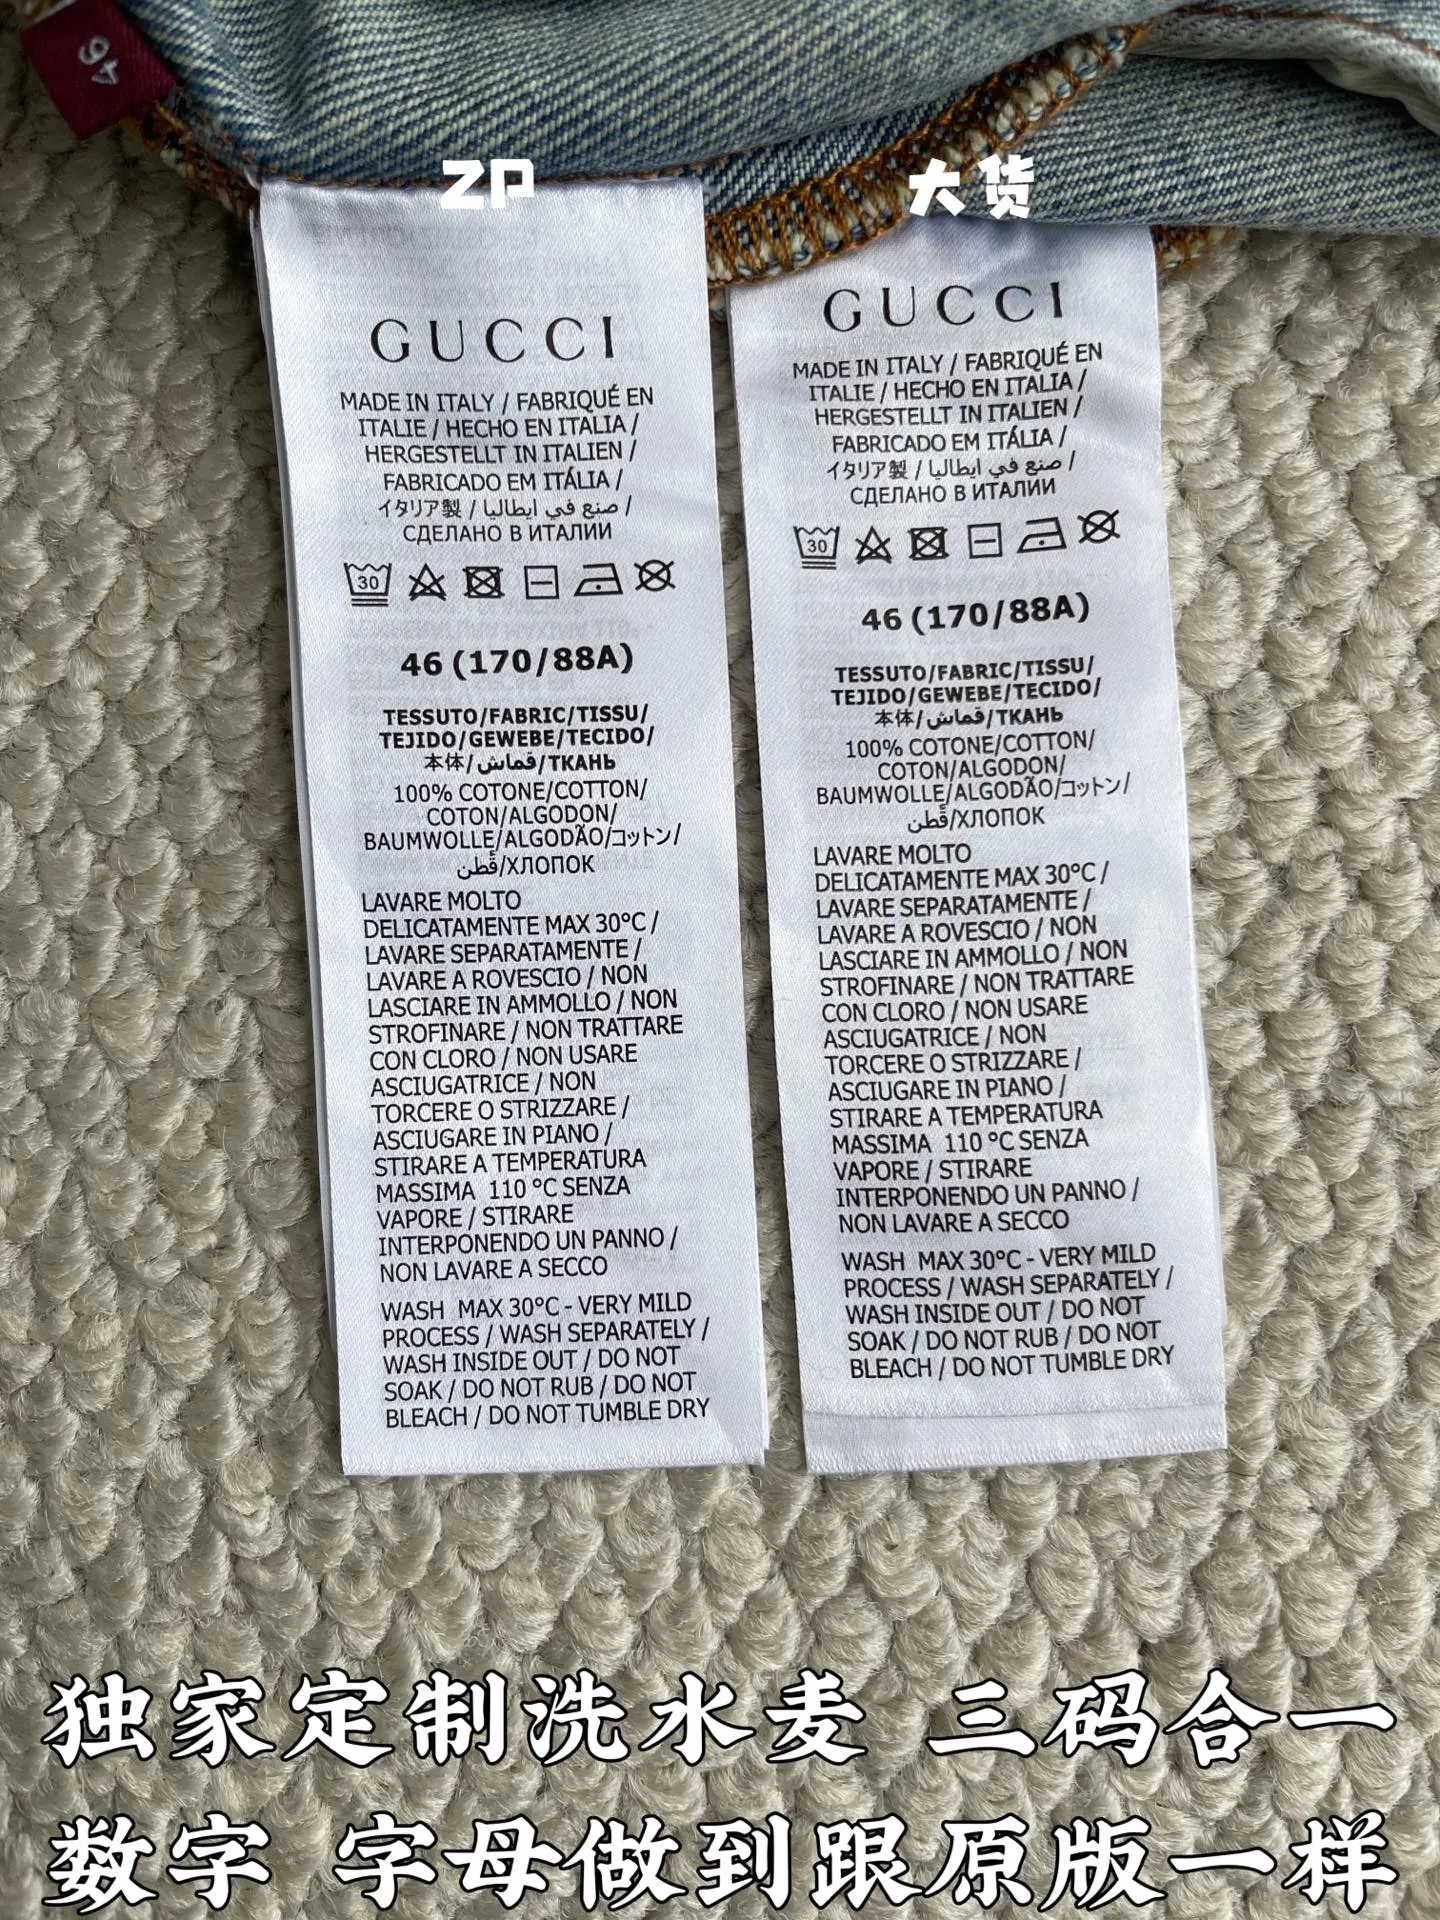 46
ZP
GUCCI
MADE IN ITALY / FABRIQUÉ EN
ITALIE / HECHO EN ITALIA /
HERGESTELLT IN ITALIEN /
FABRICADO EM ITÁLIA /
イタリア製 / صنع في ايطاليا /
СДЕЛАНО В ИТАЛИИ
30
46 (170/88A)
TESSUTO/FABRIC/TISSU/
TEJIDO/GEWEBE/TECIDO/
本体/قماش/ТКАНЬ
100% COTONE/COTTON/
COTON/ALGODON/
BAUMWOLLE/ALGODÃO/コットン/
قُطن/ХЛОПОК
LAVARE MOLTO
DELICATAMENTE MAX 30°C /
LAVARE SEPARATAMENTE /
LAVARE A ROVESCIO / NON
LASCIARE IN AMMOLLO / NON
STROFINARE / NON TRATTARE
CON CLORO / NON USARE
ASCIUGATRICE / NON
TORCERE O STRIZZARE /
ASCIUGARE IN PIANO /
STIRARE A TEMPERATURA
MASSIMA 110 °C SENZA
VAPORE / STIRARE
INTERPONENDO UN PANNO /
NON LAVARE A SECCO
WASH MAX 30°C - VERY MILD
PROCESS / WASH SEPARATELY /
WASH INSIDE OUT / DO NOT
SOAK / DO NOT RUB / DO NOT
BLEACH / DO NOT TUMBLE DRY
大货
GUCCI
MADE IN ITALY / FABRIQUÉ EN
ITALIE / HECHO EN ITALIA /
HERGESTELLT IN ITALIEN /
FABRICADO EM ITÁLIA /
イタリア製 / صنع في ايطاليا /
СДЕЛАНО В ИТАЛИИ
30
46 (170/88A)
TESSUTO/FABRIC/TISSU/
TEJIDO/GEWEBE/TECIDO/
本体/قماش/ТКАНЬ
100% COTONE/COTTON/
COTON/ALGODON/
BAUMWOLLE/ALGODÃO/コットン/
قُطن/ХЛОПОК
LAVARE MOLTO
DELICATAMENTE MAX 30°C /
LAVARE SEPARATAMENTE /
LAVARE A ROVESCIO / NON
LASCIARE IN AMMOLLO / NON
STROFINARE / NON TRATTARE
CON CLORO / NON USARE
ASCIUGATRICE / NON
TORCERE O STRIZZARE /
ASCIUGARE IN PIANO /
STIRARE A TEMPERATURA
MASSIMA 110 °C SENZA
VAPORE / STIRARE
INTERPONENDO UN PANNO /
NON LAVARE A SECCO
WASH MAX 30°C - VERY MILD
PROCESS / WASH SEPARATELY /
WASH INSIDE OUT / DO NOT
SOAK / DO NOT RUB / DO NOT
BLEACH / DO NOT TUMBLE DRY
独家定制洗水麦 三码合一
数字 字母做到跟原版一样